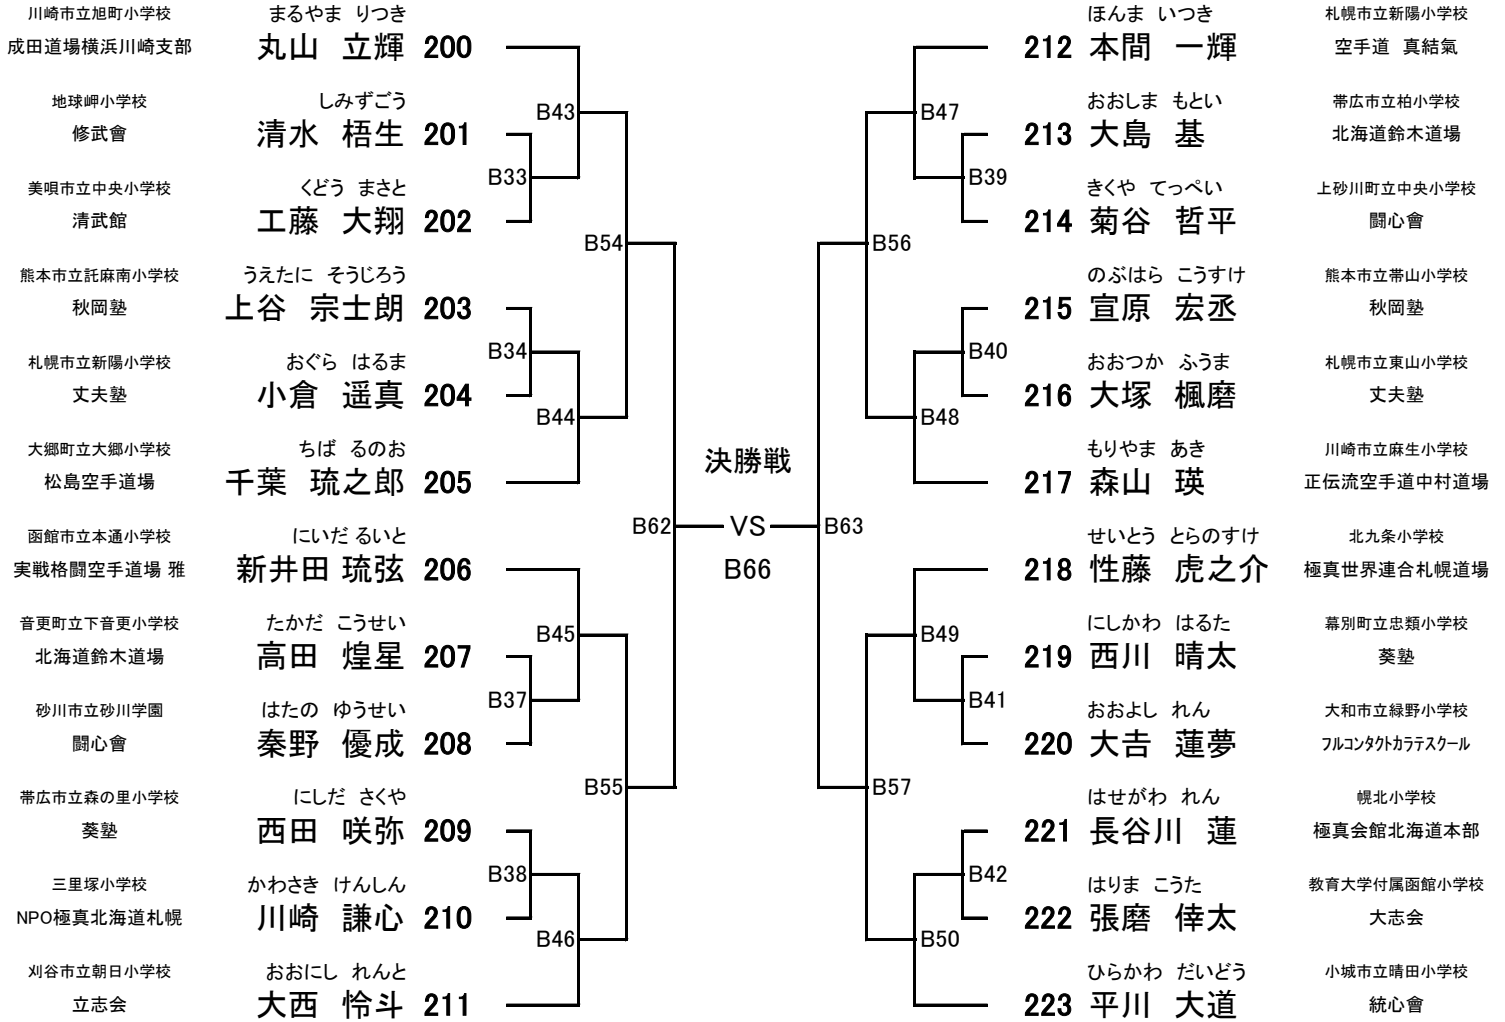 川崎市立旭町小学校 まるやま りつき
成田道場横浜川崎支部 丸山 立輝 200
地球岬小学校 しみずごう
修武會 清水 梧生 201
美唄市立中央小学校 くどう まさと
清武館 工藤 大翔 202
熊本市立託麻南小学校 うえたに そうじろう
秋岡塾 上谷 宗士朗 203
札幌市立新陽小学校 おぐら はるま
丈夫塾 小倉 遥真 204
大郷町立大郷小学校 ちば るのお
松島空手道場 千葉 琉之郎 205
函館市立本通小学校 にいだ るいと
実戦格闘空手道場 雅 新井田 琉弦 206
音更町立下音更小学校 たかだ こうせい
北海道鈴木道場 高田 煌星 207
砂川市立砂川学園 はたの ゆうせい
闘心會 秦野 優成 208
帯広市立森の里小学校 にしだ さくや
葵塾 西田 咲弥 209
三里塚小学校 かわさき けんしん
NPO極真北海道札幌 川崎 謙心 210
刈谷市立朝日小学校 おおにし れんと
立志会 大西 怜斗 211
B43
B33
B54
B34
B44
B62
B45
B37
B55
B38
B46
決勝戦
VS
B66
B47
B39
B56
B40
B48
B63
B49
B41
B57
B42
B50
ほんま いつき 札幌市立新陽小学校
212 本間 一輝 空手道 真結氣
おおしま もとい 帯広市立柏小学校
213 大島 基 北海道鈴木道場
きくや てっぺい 上砂川町立中央小学校
214 菊谷 哲平 闘心會
のぶはら こうすけ 熊本市立帯山小学校
215 宣原 宏丞 秋岡塾
おおつか ふうま 札幌市立東山小学校
216 大塚 楓磨 丈夫塾
もりやま あき 川崎市立麻生小学校
217 森山 瑛 正伝流空手道中村道場
せいとう とらのすけ 北九条小学校
218 性藤 虎之介 極真世界連合札幌道場
にしかわ はるた 幕別町立忠類小学校
219 西川 晴太 葵塾
おおよし れん 大和市立緑野小学校
220 大𠮷 蓮夢 ﾌﾙｺﾝﾀｸﾄｶﾗﾃｽｸｰﾙ
はせがわ れん 幌北小学校
221 長谷川 蓮 極真会館北海道本部
はりま こうた 教育大学付属函館小学校
222 張磨 倖太 大志会
ひらかわ だいどう 小城市立晴田小学校
223 平川 大道 統心會